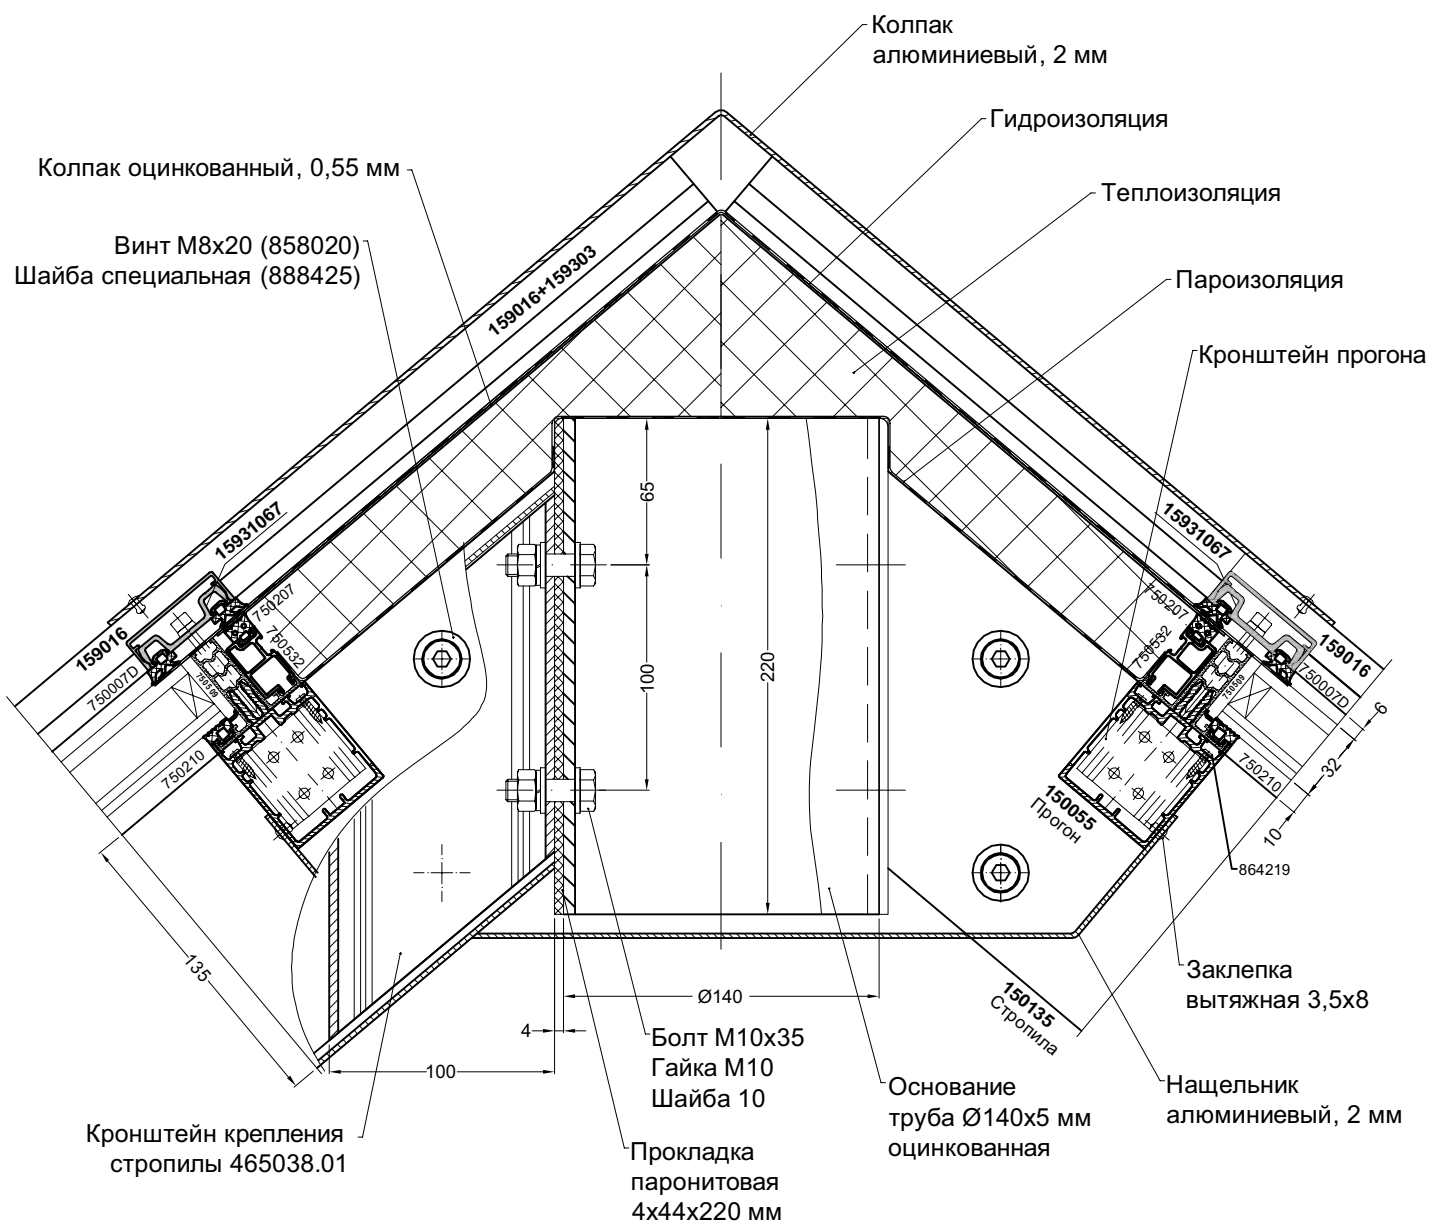 Колпак
алюминиевый, 2 мм
Гидроизоляция
Колпак оцинкованный, 0,55 мм
Теплоизоляция
Винт М8х20 (858020)
Шайба специальная (888425)
159016+159303
Пароизоляция
Кронштейн прогона
65
15931067
15931067
750207
750207
750532
750532
159016
159016
750007D
750007D
750509
750509
100
220
6
32
10
750210
750210
150055
Прогон
864219
135
Заклепка
вытяжная 3,5х8
Ø140
150135
Стропила
4
100
Болт М10х35
Гайка М10
Шайба 10
Основание
труба Ø140х5 мм
оцинкованная
Нащельник
алюминиевый, 2 мм
Кронштейн крепления
стропилы 465038.01
Прокладка
паронитовая
4х44х220 мм